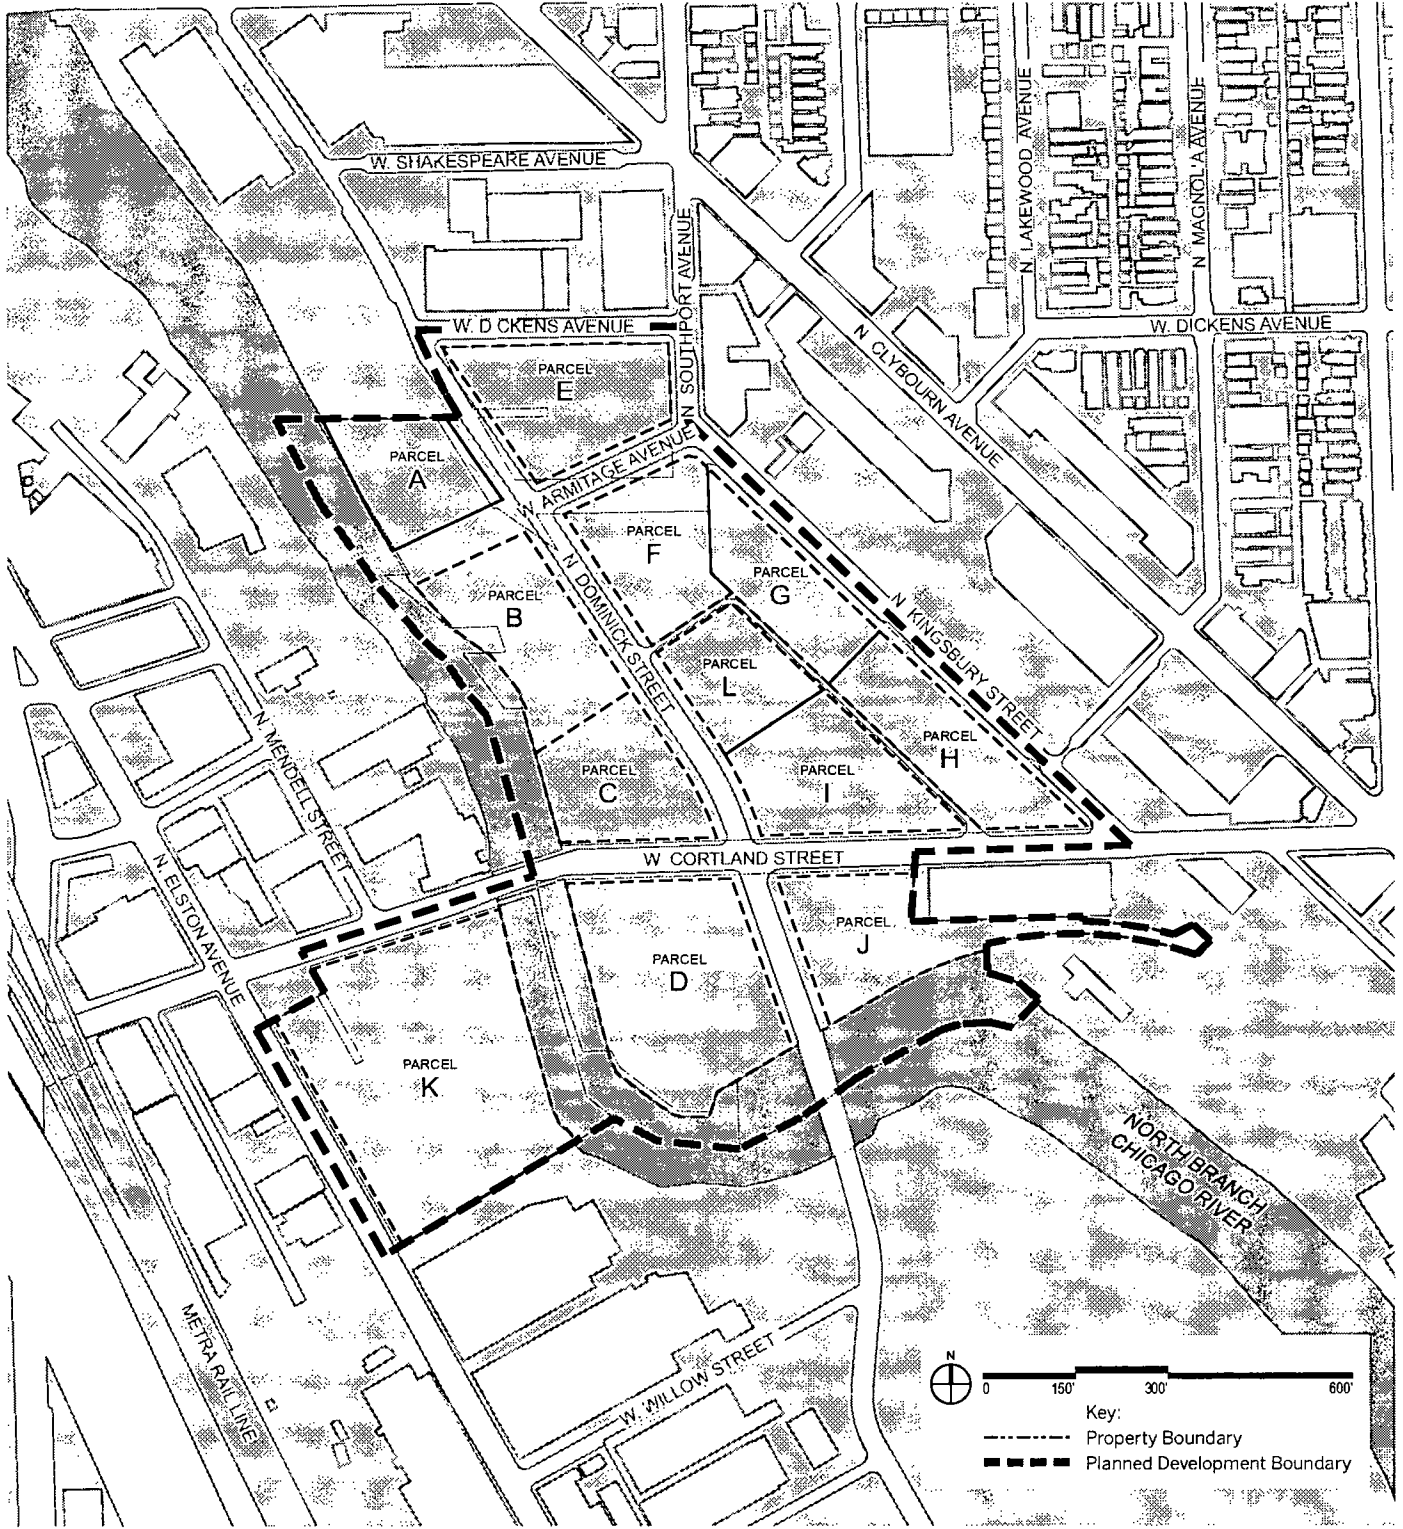 W. SHAKESPEARE AVENUE
N LAKEWOOD AVENUE
N MAGNOLA AVENUE
N SOUTHPORT AVENUE
W. D CKENS AVENUE
W. DICKENS AVENUE
N CLYBOURN AVENUE
PARCEL
E
PARCEL
A
W ARMITAGE AVENUE
PARCEL
F
PARCEL
G
PARCEL
B
N DOMINICK STREET
N KINGSBURY STREET
PARCEL
L
PARCEL
H
PARCEL
C
PARCEL
I
N MENDELL STREET
N ELSTON AVENUE
W CORTLAND STREET
PARCEL
J
PARCEL
D
PARCEL
K
NORTH BRANCH
CHICAGO RIVER
METRA RAIL LINE
W. WILLOW STREET
N
0 150' 300' 600'
Key:
Property Boundary
Planned Development Boundary